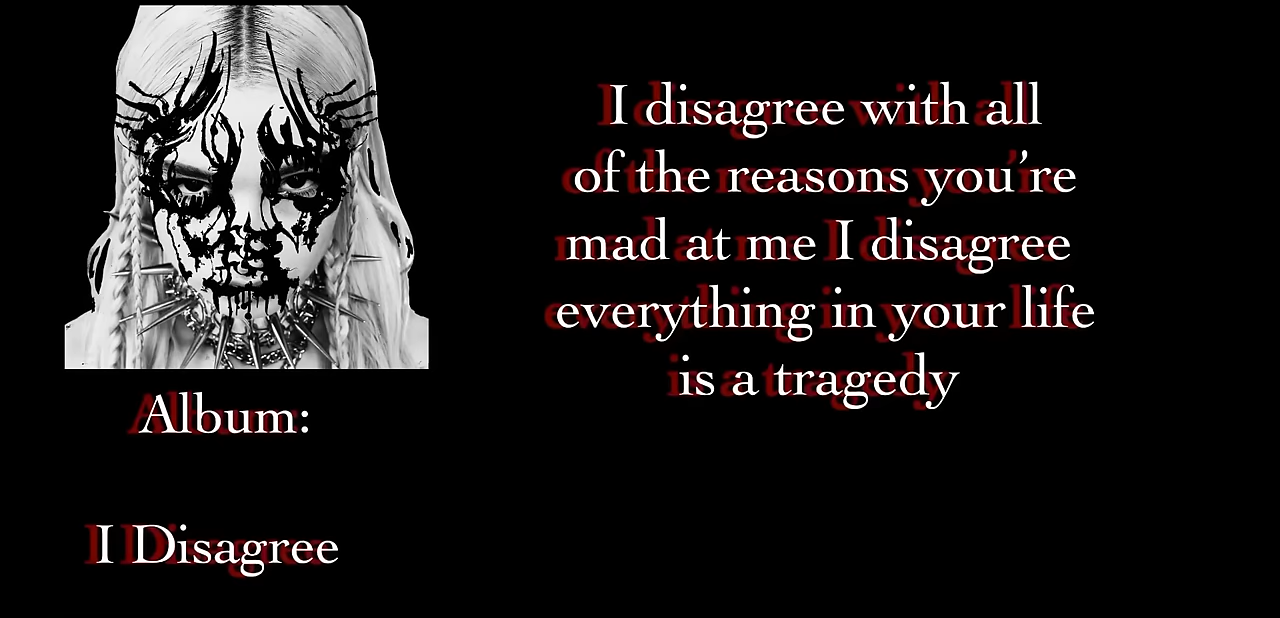 I disagree with all
of the reasons you're
mad at me I disagree
everything in your life
is a tragedy
Album:
I Disagree